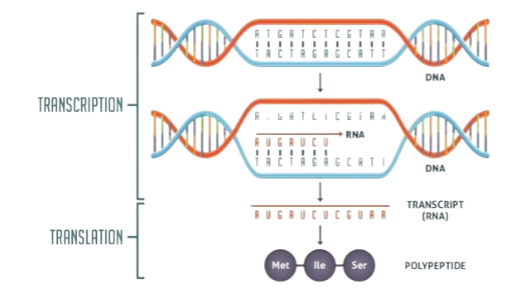 ATGATCTCGTAA
TACTAGAGCATT
DNA
TRANSCRIPTION
RNA
AUGAUCU
TACTAGAGCATT
DNA
TRANSCRIPT
(RNA)
AUGAUCUCGUAA
TRANSLATION
Met Ile Ser
POLYPEPTIDE